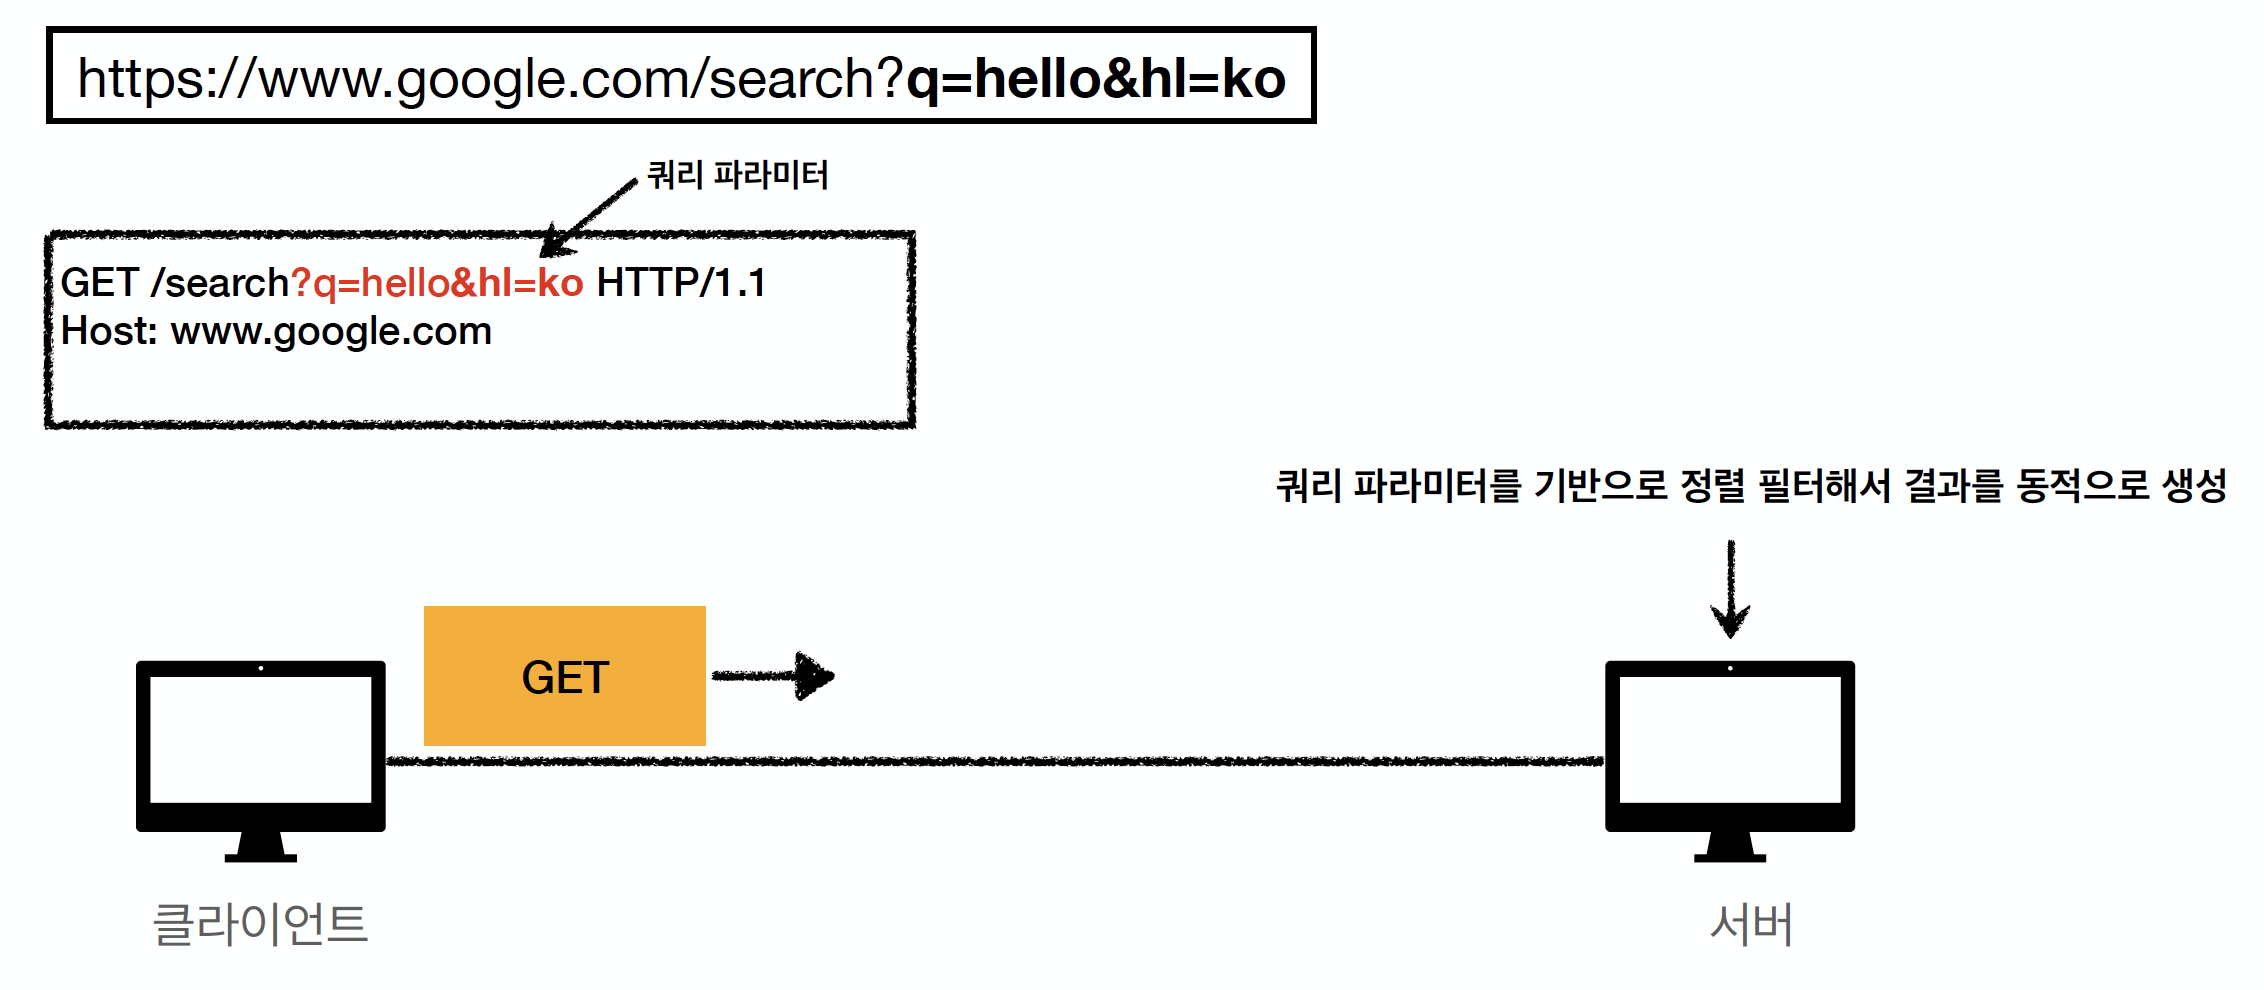 https://www.google.com/search?q=hello&hl=ko
쿼리 파라미터
GET /search?q=hello&hl=ko HTTP/1.1
Host: www.google.com
쿼리 파라미터를 기반으로 정렬 필터해서 결과를 동적으로 생성
GET
클라이언트
서버